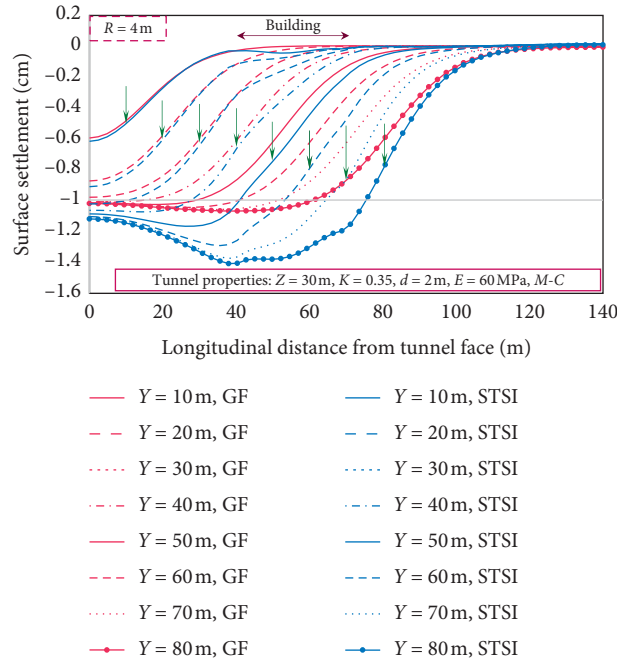 Building
R = 4 m
0
−0.2
−0.4
−0.6
−0.8
−1
−1.2
−1.4
−1.6
Surface settlement (cm)
Tunnel properties: Z = 30 m, K = 0.35, d = 2 m, E = 60 MPa, M-C
0 20 40 60 80 100 120 140
Longitudinal distance from tunnel face (m)
Y = 10 m, GF
Y = 20 m, GF
Y = 30 m, GF
Y = 40 m, GF
Y = 50 m, GF
Y = 60 m, GF
Y = 70 m, GF
Y = 80 m, GF
Y = 10 m, STSI
Y = 20 m, STSI
Y = 30 m, STSI
Y = 40 m, STSI
Y = 50 m, STSI
Y = 60 m, STSI
Y = 70 m, STSI
Y = 80 m, STSI